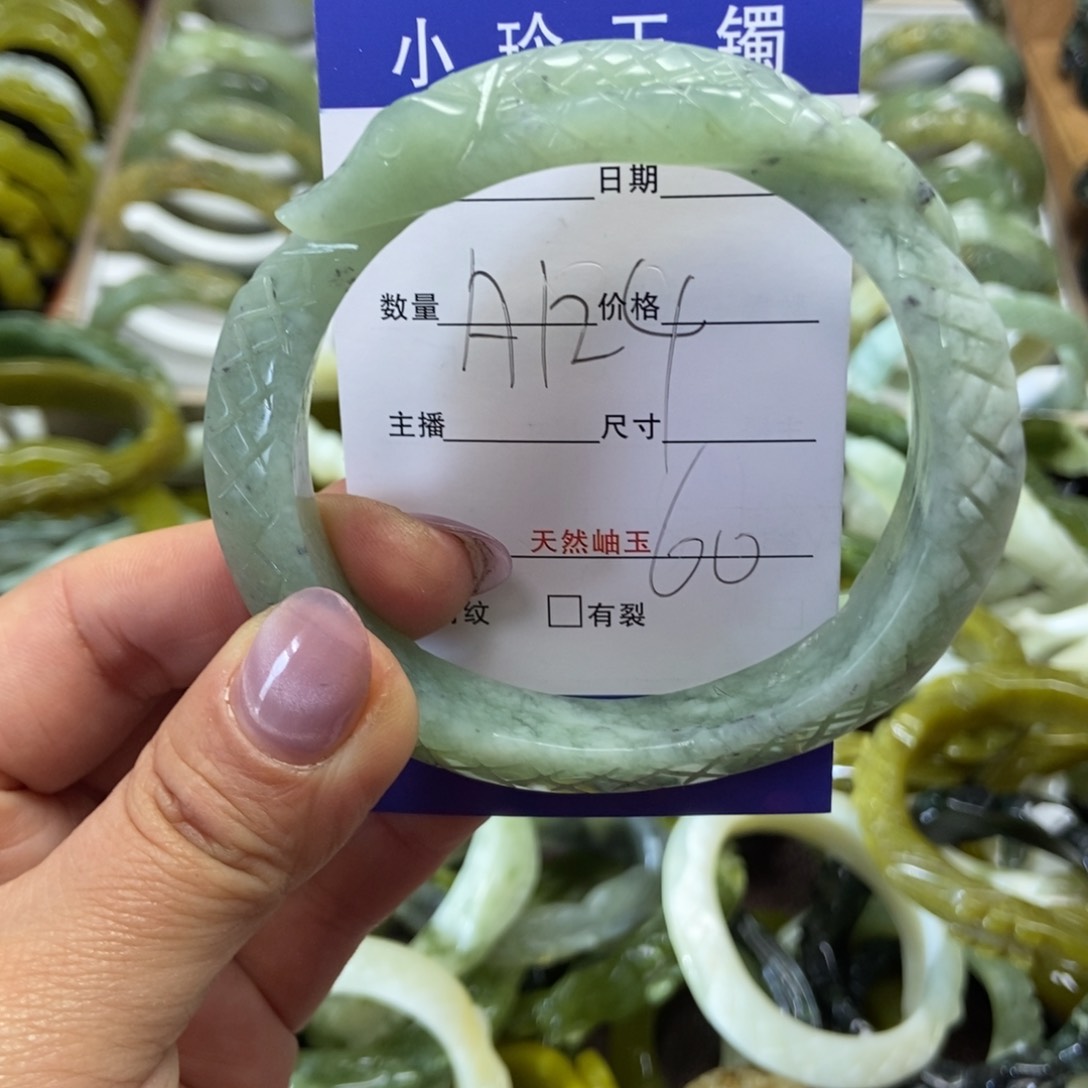 小珍玉镯
日期
数量 A124 价格
主播 尺寸
天然岫玉 60
纹 □有裂